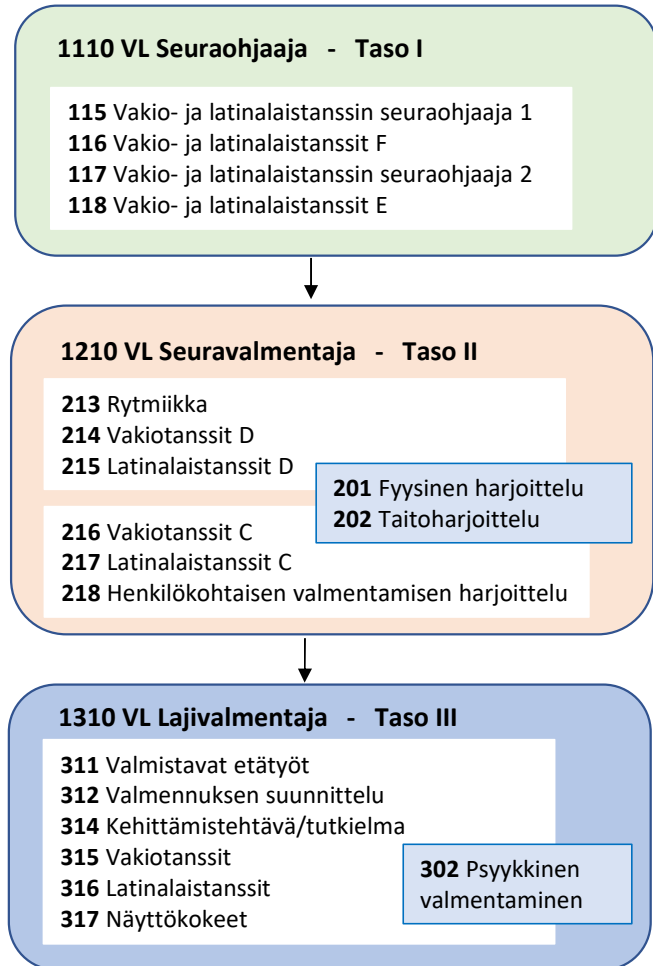 1110 VL Seuraohjaaja - Taso I
115 Vakio- ja latinalaistanssin seuraohjaaja 1
116 Vakio- ja latinalaistanssit F
117 Vakio- ja latinalaistanssin seuraohjaaja 2
118 Vakio- ja latinalaistanssit E
1210 VL Seuravalmentaja - Taso II
213 Rytmiikka
214 Vakiotanssit D
215 Latinalaistanssit D
201 Fyysinen harjoittelu
202 Taitoharjoittelu
216 Vakiotanssit C
217 Latinalaistanssit C
218 Henkilökohtaisen valmentamisen harjoittelu
1310 VL Lajivalmentaja - Taso III
311 Valmistavat etätyöt
312 Valmennuksen suunnittelu
314 Kehittämistehtävä/tutkielma
315 Vakiotanssit
316 Latinalaistanssit
317 Näyttökokeet
302 Psyykkinen
valmentaminen